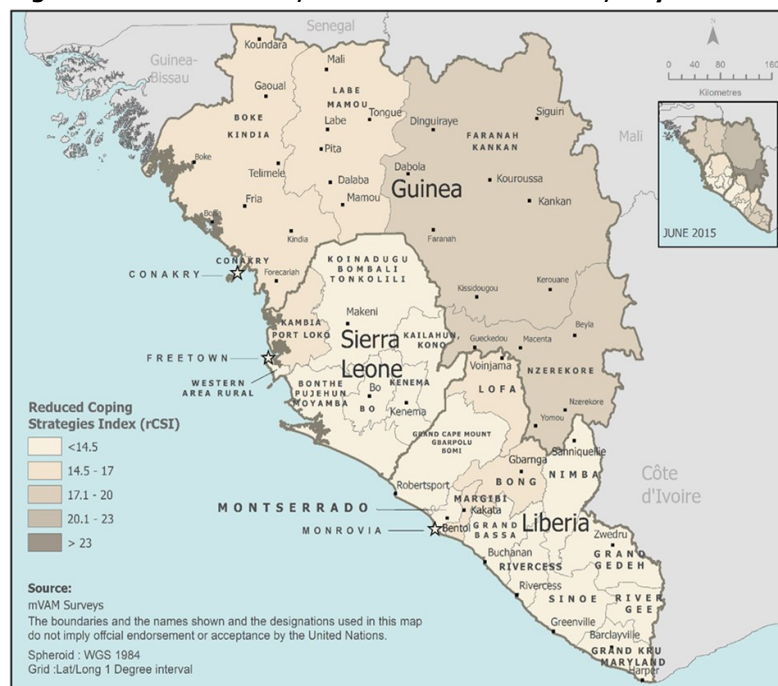 Senegal
Guinea-
Bissau
Koundara
Mali
Gaoual
LABE
MAMOU
BOKE
KINDIA
Tongue
Labe
Dinguiraye
Siguiri
FARANAH
KANKAN
Pita
Mali
Boke
Telimele
Dabola
Kouroussa
Dalaba
Guinea
Kankan
Fria
Mamou
Kindia
Faranah
CONAKRY
CONAKRY
Forecariah
KOINADUGU
BOMBALI
TONKOLILI
Kissidougou
Kerouane
Makeni
KAMBIA
PORT LOKO
Sierra
Leone
KAILAHUN,
KONO
Beyla
Gueckedou
Macenta
FREETOWN
WESTERN
AREA RURAL
Voinjama
NZEREKORE
BONTHE
PUJEHUN
MOYAMBA
Bo
BO
KENEMA
Kenema
LOFA
Nzerekore
Yomou
GRAND CAPE MOUNT
GBARPOLU
BOMI
Sanniquellie
Gbarnga
NIMBA
BONG
Côte
d'Ivoire
Robertsport
MARGIBI
MONTSERRADO
Kakata
MONROVIA
Bentol
GRAND
BASSA
Liberia
Zwedru
GRAND
GEDEH
Buchanan
RIVERCESS
Rivercess
SINOE
RIVER
GEE
Greenville
Barclayville
GRAND KRU
MARYLAND
Harper
0 40 80 160
Kilometres
JUNE 2015
Reduced Coping
Strategies Index (rCSI)
<14.5
14.5 - 17
17.1 - 20
20.1 - 23
> 23
Source:
mVAM Surveys
The boundaries and the names shown and the designations used in this map
do not imply offcial endorsement or acceptance by the United Nations.
Spheroid : WGS 1984
Grid :Lat/Long 1 Degree interval